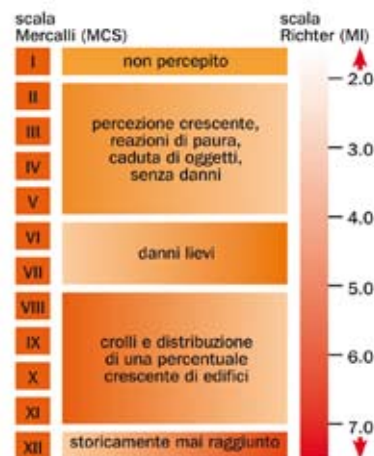 scala
Mercalli (MCS)
scala
Richter (Ml)
I
non percepito
II
III
IV
V
percezione crescente,
reazioni di paura,
caduta di oggetti,
senza danni
VI
VII
danni lievi
VIII
IX
X
XI
crolli e distribuzione
di una percentuale
crescente di edifici
XII
storicamente mai raggiunto
2.0
3.0
4.0
5.0
6.0
7.0